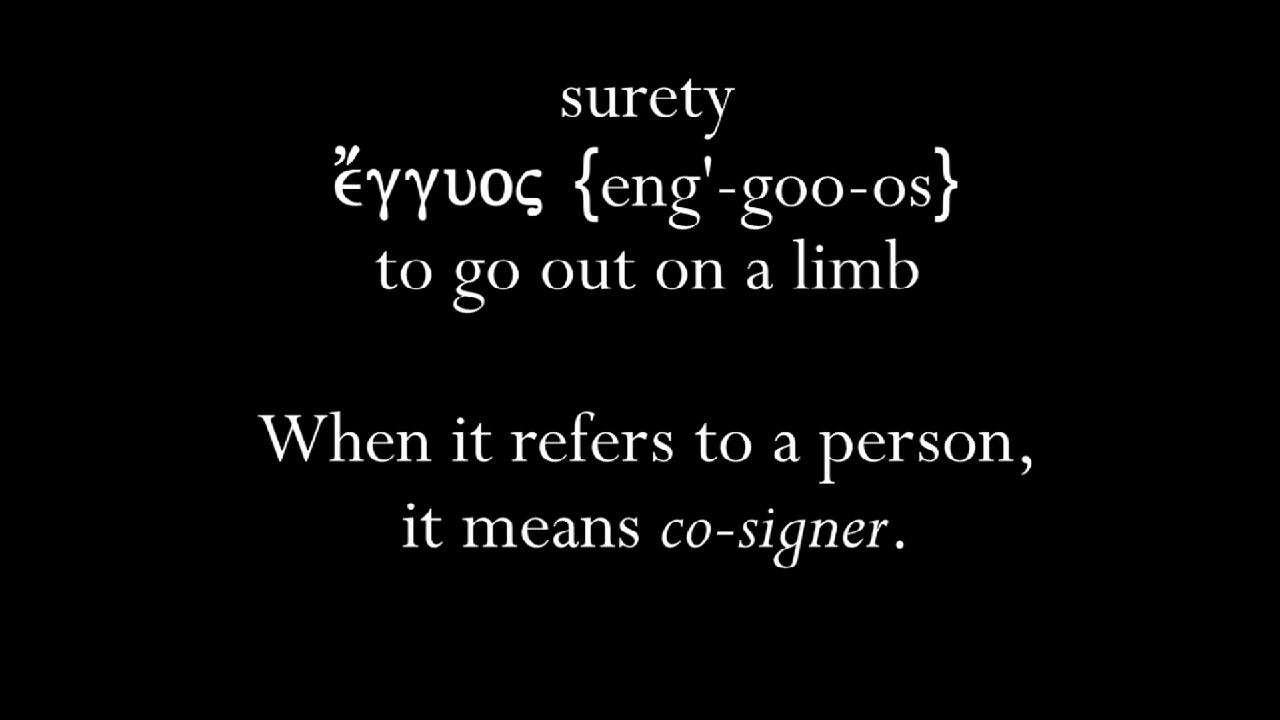 surety
ἔγγυος {eng'-goo-os}
to go out on a limb
When it refers to a person,
it means co-signer.